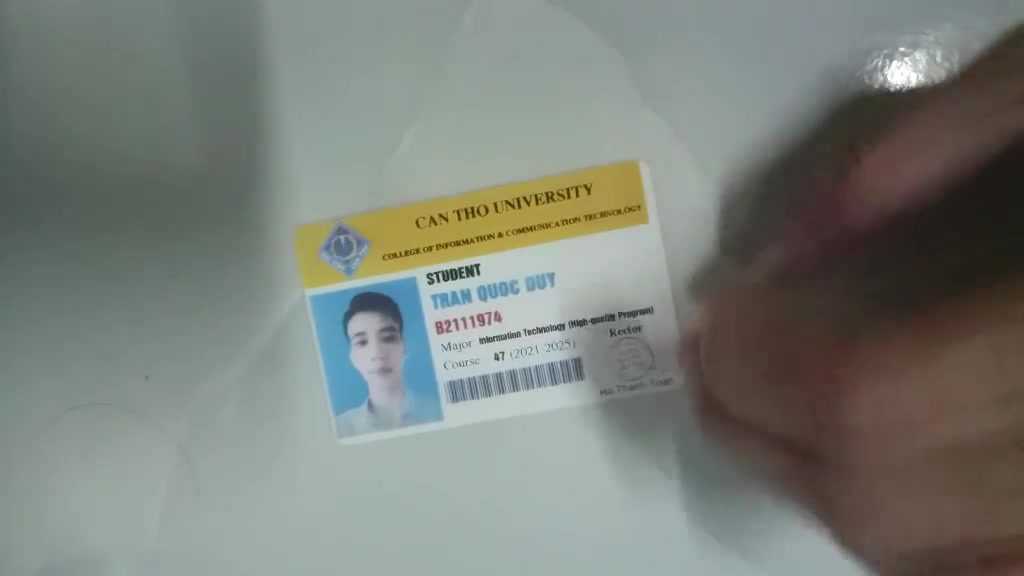 CAN THO UNIVERSITY
COLLEGE OF INFORMATION & COMMUNICATION TECHNOLOGY
STUDENT
TRAN QUOC DUY
B2111974
Major: Information Technology (High-quality Program)
Course: 47 (2021-2025)
Rector
Ha Thanh Toan